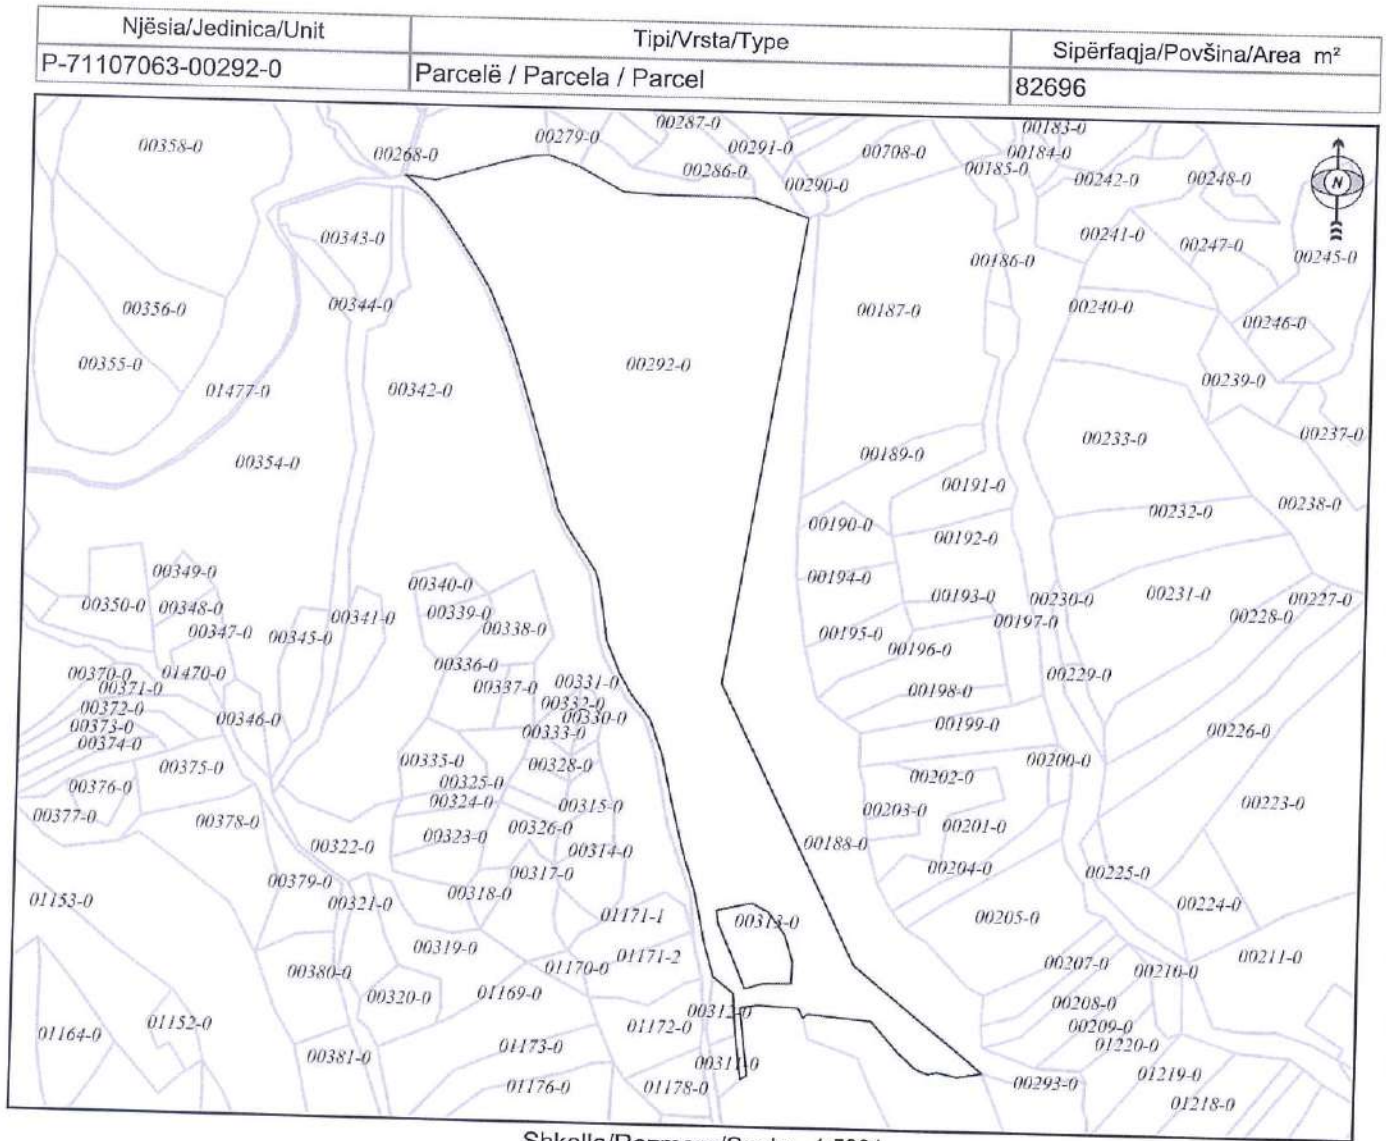 Njësia/Jedinica/Unit Tipi/Vrsta/Type Sipërfaqja/Povšina/Area m²
P-71107063-00292-0 Parcelë / Parcela / Parcel 82696
00287-0 00183-0
00358-0 00268-0 00279-0 00291-0 00708-0 00184-0
00286-0 00290-0 00185-0 00242-0 00248-0
N
00343-0 00241-0 00247-0 00245-0
00186-0
00356-0 00344-0 00187-0 00240-0 00246-0
00355-0 00292-0 00239-0
01477-0 00342-0
00233-0 00237-0
00354-0 00189-0
00191-0 00238-0
00190-0 00232-0
00192-0
00349-0 00340-0 00194-0
00350-0 00348-0 00341-0 00339-0 00193-0 00230-0 00231-0 00228-0 00227-0
00347-0 00345-0 00338-0 00195-0 00197-0
00196-0
00370-0 01470-0 00336-0 00229-0
00371-0 00337-0 00331-0 00198-0
00372-0 00346-0 00332-0
00373-0 00330-0 00199-0 00226-0
00374-0 00333-0
00375-0 00335-0 00328-0 00200-0
00376-0 00325-0 00202-0
00377-0 00378-0 00324-0 00315-0 00203-0 00223-0
00322-0 00323-0 00326-0 00201-0
00314-0 00188-0
00379-0 00317-0 00204-0 00225-0
01153-0 00321-0 00318-0 00224-0
01171-1 00313-0 00205-0
00319-0 01171-2 00211-0
00380-0 01170-0 00207-0 00210-0
00320-0 01169-0 00208-0
01164-0 01152-0 01172-0 00312-0 00209-0
00381-0 01173-0 00311-0 01220-0
01176-0 01178-0 00293-0 01219-0
01218-0